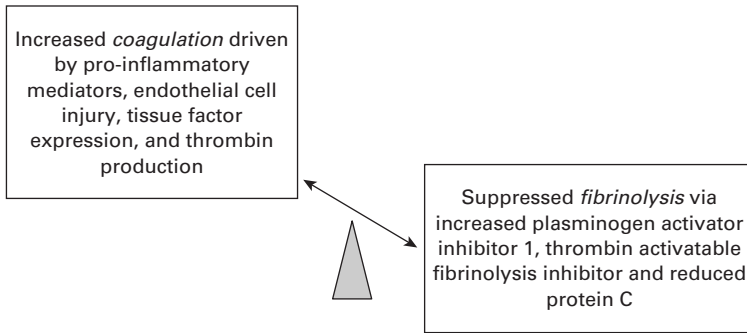 Increased coagulation driven
by pro-inflammatory
mediators, endothelial cell
injury, tissue factor
expression, and thrombin
production
Suppressed fibrinolysis via
increased plasminogen activator
inhibitor 1, thrombin activatable
fibrinolysis inhibitor and reduced
protein C